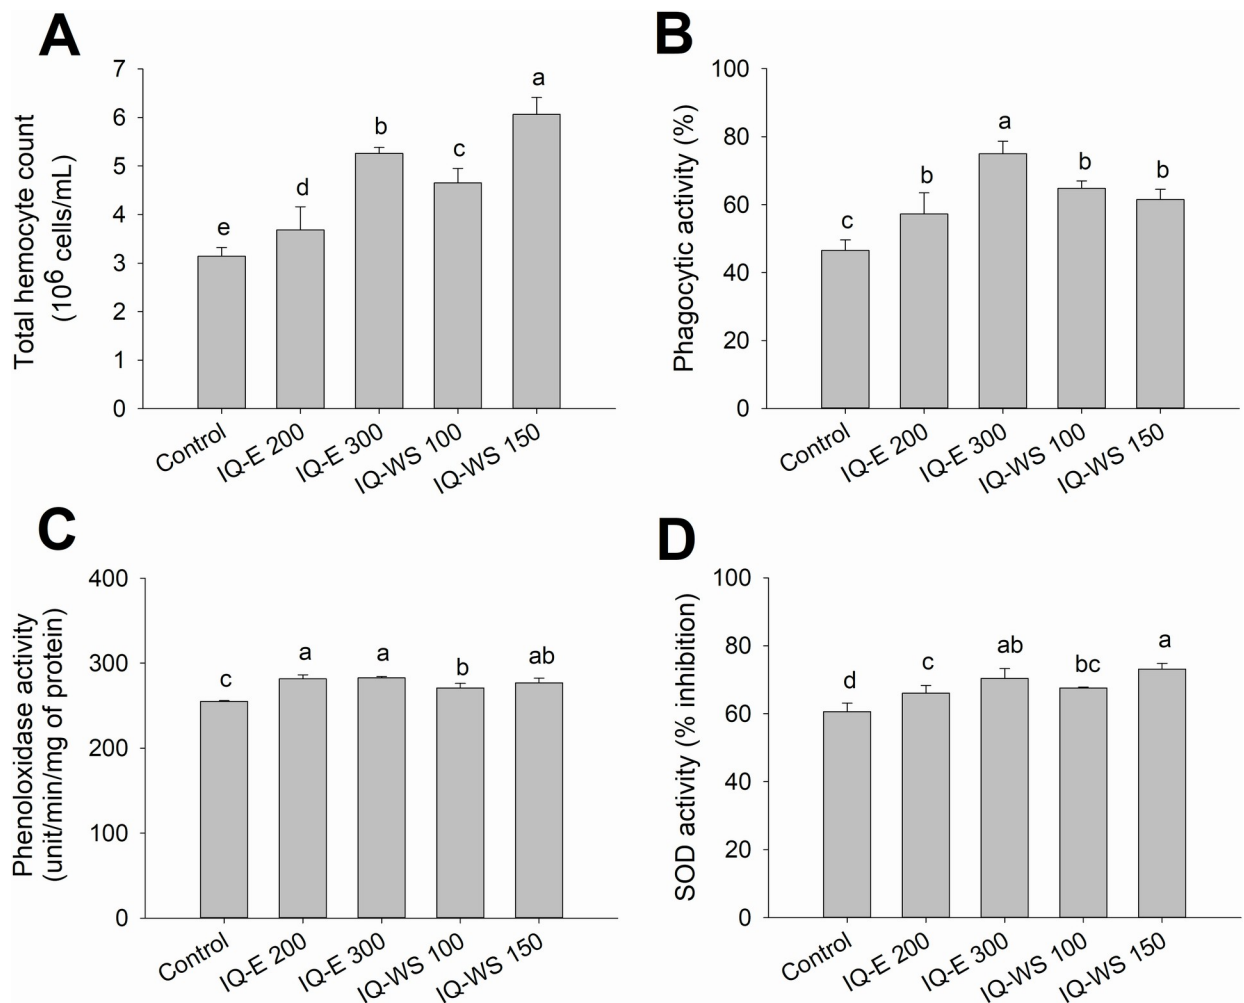 A
Total hemocyte count
(10^6 cells/mL)
7
6
5
4
3
2
1
0
e
d
b
c
a
Control
IQ-E 200
IQ-E 300
IQ-WS 100
IQ-WS 150
B
Phagocytic activity (%)
100
80
60
40
20
0
c
b
a
b
b
Control
IQ-E 200
IQ-E 300
IQ-WS 100
IQ-WS 150
C
Phenoloxidase activity
(unit/min/mg of protein)
400
300
200
100
0
c
a
a
b
ab
Control
IQ-E 200
IQ-E 300
IQ-WS 100
IQ-WS 150
D
SOD activity (% inhibition)
100
80
60
40
20
0
d
c
ab
bc
a
Control
IQ-E 200
IQ-E 300
IQ-WS 100
IQ-WS 150